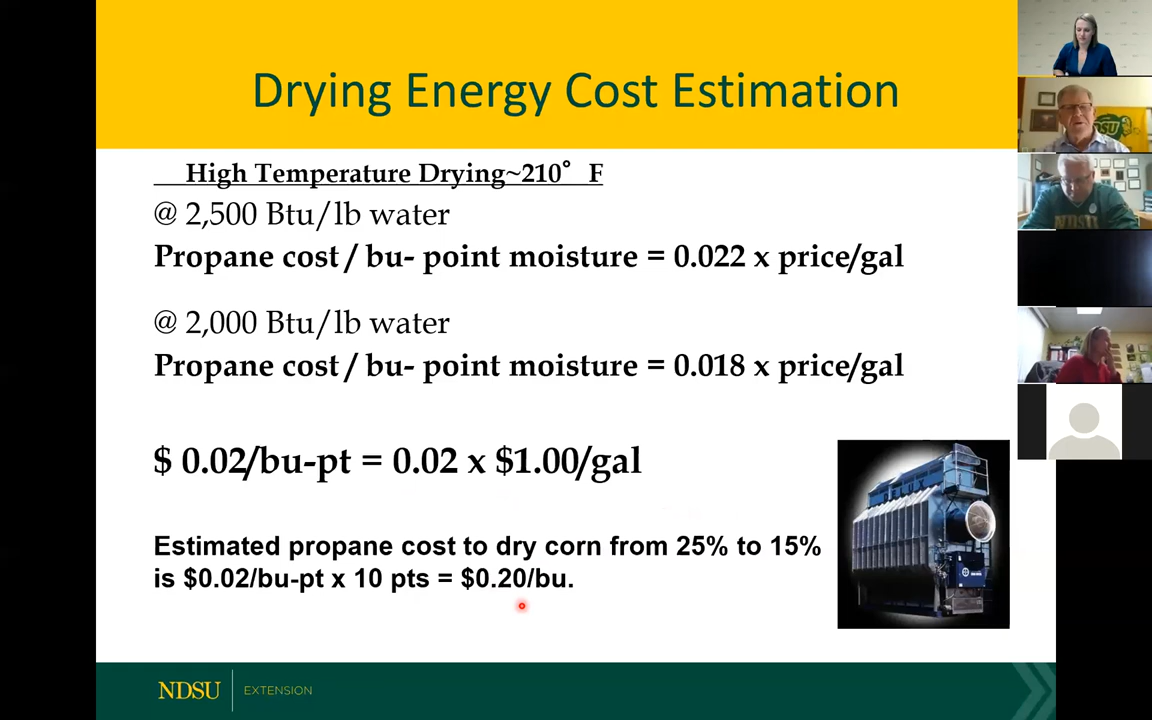 Drying Energy Cost Estimation
High Temperature Drying~210° F
@ 2,500 Btu/lb water
Propane cost / bu- point moisture = 0.022 x price/gal
@ 2,000 Btu/lb water
Propane cost / bu- point moisture = 0.018 x price/gal
$ 0.02/bu-pt = 0.02 x $1.00/gal
Estimated propane cost to dry corn from 25% to 15%
is $0.02/bu-pt x 10 pts = $0.20/bu.
NDSU EXTENSION
NDSU
DELUX